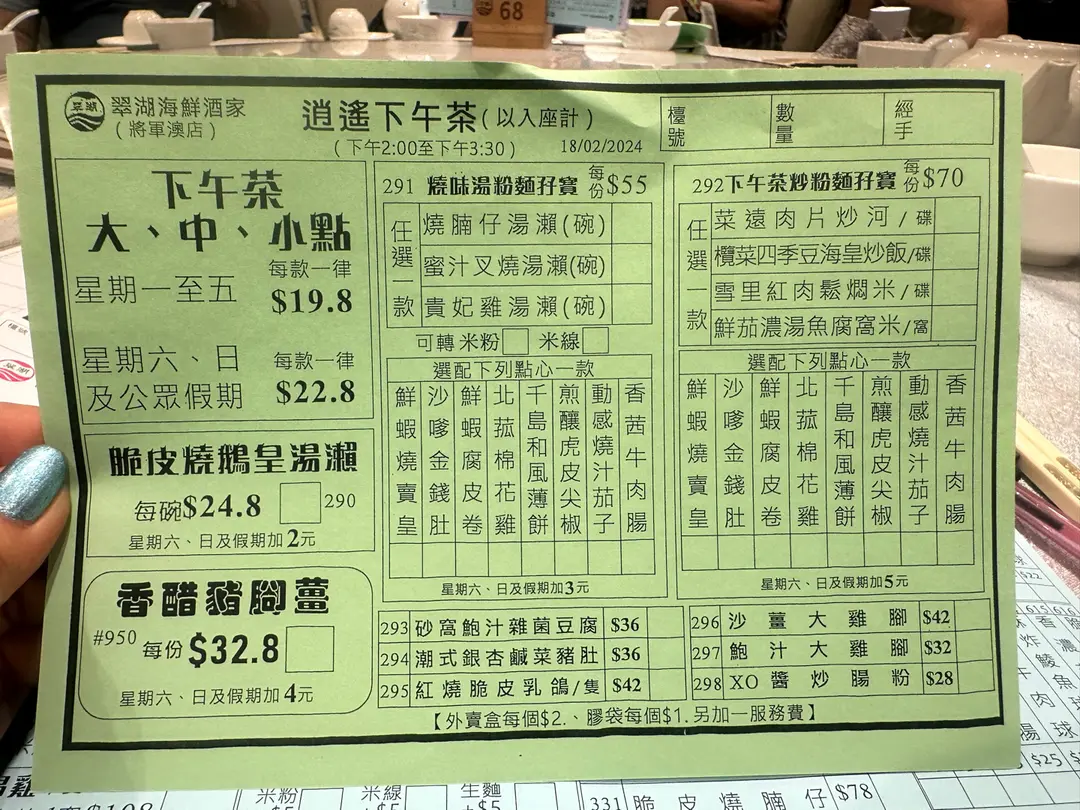 68
翠湖
翠湖海鮮酒家
(將軍澳店)
逍遙下午茶(以入座計)
(下午2:00至下午3:30)
18/02/2024
檯號
數量
經手
下午茶
大、中、小點
星期一至五
每款一律
$19.8
星期六、日
及公眾假期
每款一律
$22.8
脆皮燒鵝皇湯瀨
每碗$24.8 290
星期六、日及假期加2元
香醋豬腳薑
#950 每份 $32.8
星期六、日及假期加4元
291 燒味湯粉麵孖寶 每份 $55
任選一款
燒腩仔湯瀨(碗)
蜜汁叉燒湯瀨(碗)
貴妃雞湯瀨(碗)
可轉 米粉 米線
選配下列點心一款
鮮蝦燒賣皇
沙嗲金錢肚
鮮蝦腐皮卷
北菰棉花雞
千島和風薄餅
煎釀虎皮尖椒
動感燒汁茄子
香茜牛肉腸
星期六、日及假期加3元
292 下午茶炒粉麵孖寶 每份 $70
任選一款
菜遠肉片炒河/碟
欖菜四季豆海皇炒飯/碟
雪里紅肉鬆燜米/碟
鮮茄濃湯魚腐窩米/窩
選配下列點心一款
鮮蝦燒賣皇
沙嗲金錢肚
鮮蝦腐皮卷
北菰棉花雞
千島和風薄餅
煎釀虎皮尖椒
動感燒汁茄子
香茜牛肉腸
星期六、日及假期加5元
293 砂窩鮑汁雜菌豆腐 $36
294 潮式銀杏鹹菜豬肚 $36
295 紅燒脆皮乳鴿/隻 $42
296 沙薑大雞腳 $42
297 鮑汁大雞腳 $32
298 XO醬炒腸粉 $28
【外賣盒每個$2.、膠袋每個$1.另加一服務費】
米粉
米線
生麵
+$5
331 脆皮燒腩仔 $78
615 616
$25